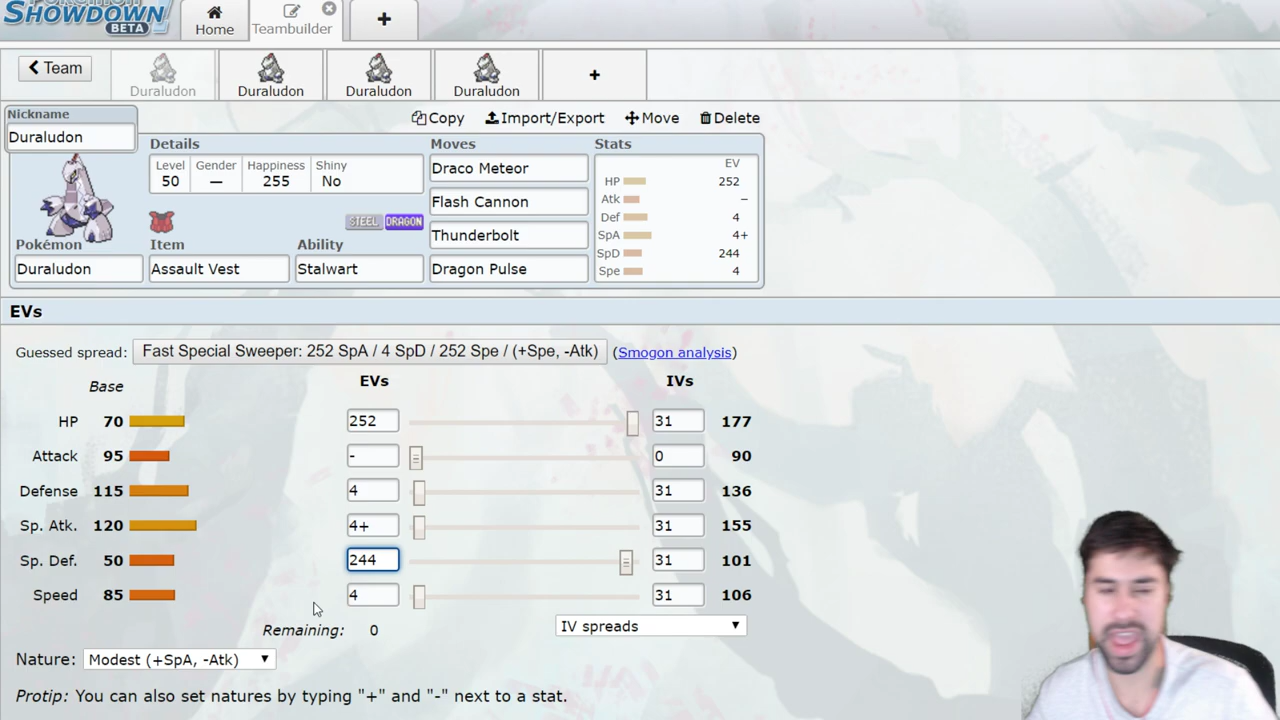 Pokémon
SHOWDOWN
BETA
Home
Teambuilder
+
Team
Duraludon
Duraludon
Duraludon
Duraludon
+
Nickname
Duraludon
Copy
Import/Export
Move
Delete
Details
Level
50
Gender
—
Happiness
255
Shiny
No
STEEL
DRAGON
Pokémon
Duraludon
Item
Assault Vest
Ability
Stalwart
Moves
Draco Meteor
Flash Cannon
Thunderbolt
Dragon Pulse
Stats
EV
HP 252
Atk –
Def 4
SpA 4+
SpD 244
Spe 4
EVs
Guessed spread: Fast Special Sweeper: 252 SpA / 4 SpD / 252 Spe / (+Spe, -Atk) (Smogon analysis)
Base EVs IVs
HP 70 252 31 177
Attack 95 - 0 90
Defense 115 4 31 136
Sp. Atk. 120 4+ 31 155
Sp. Def. 50 244 31 101
Speed 85 4 31 106
Remaining: 0
IV spreads
Nature: Modest (+SpA, -Atk)
Protip: You can also set natures by typing "+" and "-" next to a stat.